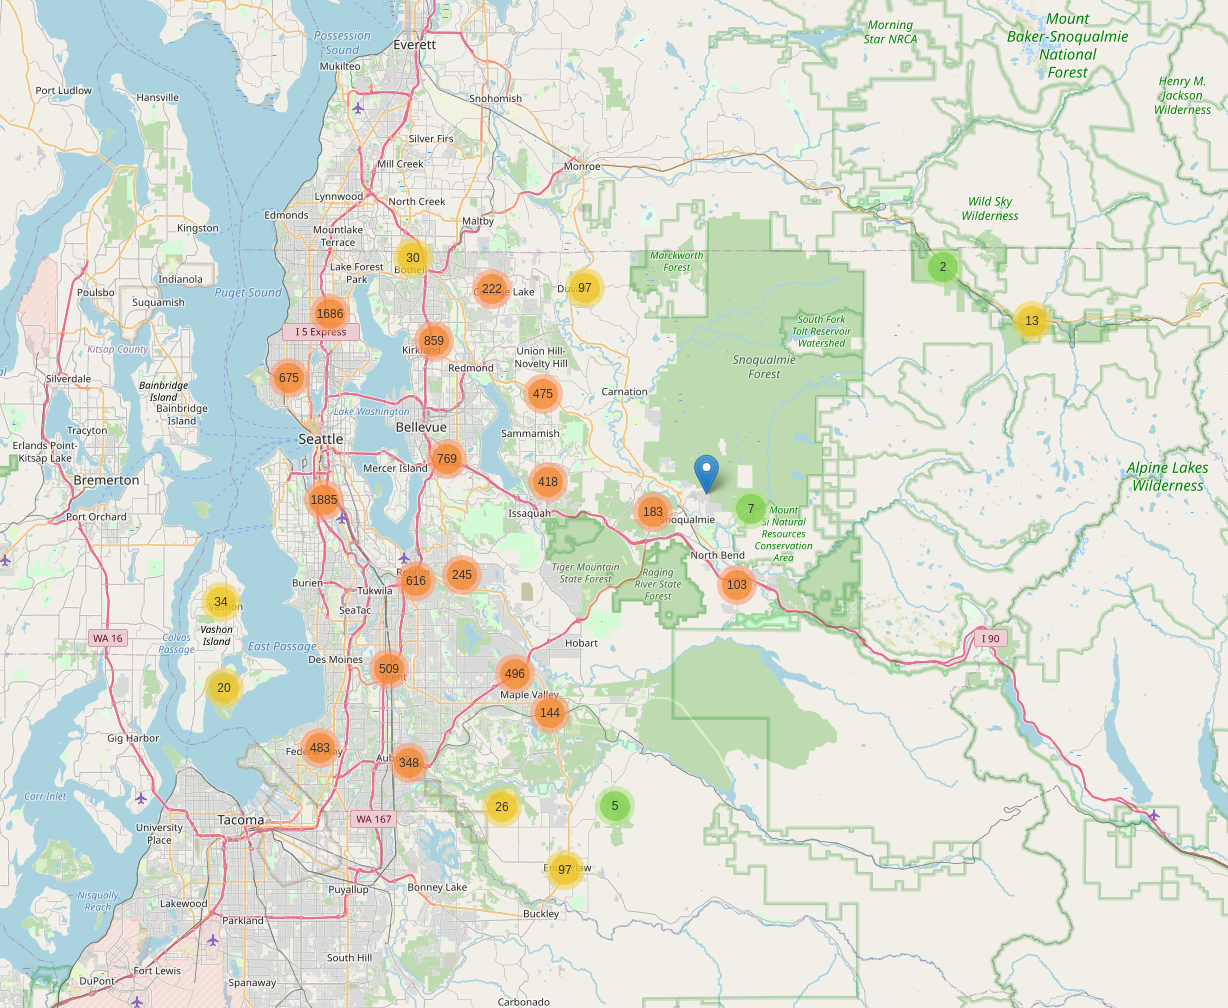 Possession
Sound
Everett
Mukilteo
Morning
Star NRCA
Mount
Baker-Snoqualmie
National
Forest
Henry M.
Jackson
Wilderness
Port Ludlow
Hansville
Snohomish
Silver Firs
Mill Creek
Monroe
Lynnwood
North Creek
Edmonds
Maltby
Wild Sky
Wilderness
Kingston
Mountlake
Terrace
30
Lake Forest
Park
Marckworth
Forest
2
Indianola
Poulsbo
Puget Sound
Suquamish
222
Lake
97
1686
I 5 Express
13
South Fork
Tolt Reservoir
Watershed
859
Kitsap County
Union Hill-
Novelty Hill
Snoqualmie
Forest
Redmond
675
Silverdale
Bainbridge
Island
Bainbridge
Island
475
Carnation
Lake Washington
Tracyton
Bellevue
Sammamish
Seattle
Erlands Point-
Kitsap Lake
769
Mercer Island
Alpine Lakes
Wilderness
Bremerton
418
1885
Port Orchard
Issaquah
183
7
Mount
Si Natural
Resources
Conservation
Area
North Bend
Tiger Mountain
State Forest
Raging
River State
Forest
616
245
103
Burien
Tukwila
34
SeaTac
Vashon
Island
WA 16
Colvos
Passage
East Passage
Hobart
I 90
Des Moines
509
496
20
Maple Valley
144
Gig Harbor
483
348
Carr Inlet
26
5
University
Place
Tacoma
WA 167
97
Puyallup
Bonney Lake
Nisqually
Reach
Lakewood
Parkland
Buckley
South Hill
Fort Lewis
DuPont
Spanaway
Carbonado